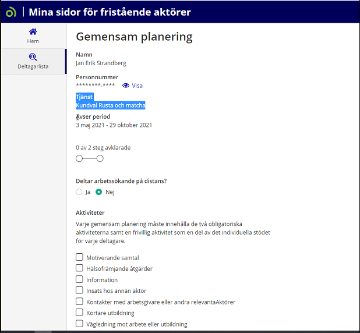 Mina sidor för fristående aktörer
Hem
Deltagarlista
Gemensam planering
Namn
Jan Erik Strandberg
Personnummer
********-****
Visa
Tjänst
Kundval Rusta och matcha
Avser period
3 maj 2021 - 29 oktober 2021
0 av 2 steg avklarade
Deltar arbetssökande på distans?
Ja
Nej
Aktiviteter
Varje gemensam planering måste innehålla de två obligatoriska
aktiviteterna samt en frivillig aktivitet som en del av det individuella stödet
för varje deltagare.
Motiverande samtal
Hälsofrämjande åtgärder
Information
Insats hos annan aktör
Kontakter med arbetsgivare eller andra relevantaAktörer
Kortare utbildning
Vägledning mot arbete eller utbildning